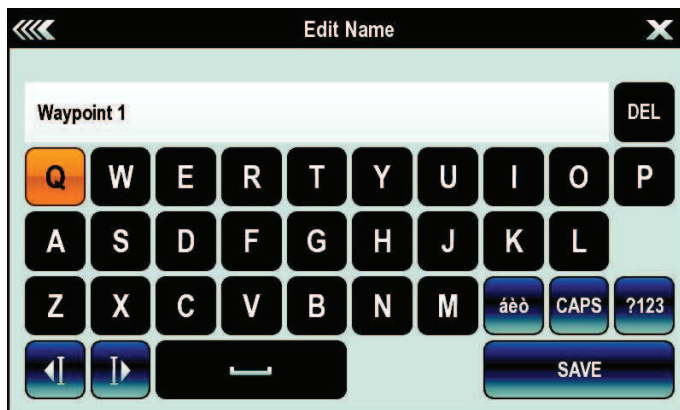 Edit Name
Waypoint 1 DEL
Q W E R T Y U I O P
A S D F G H J K L
Z X C V B N M áèò CAPS ?123
SAVE